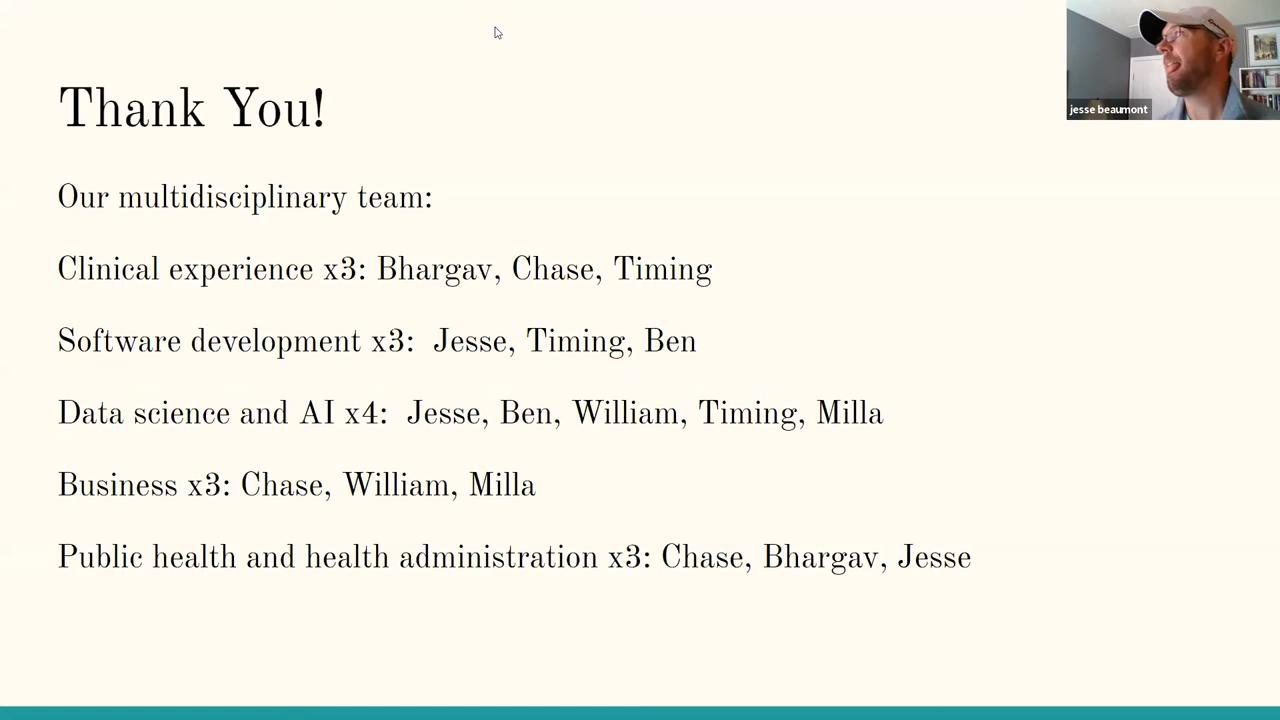 Thank You!
jesse beaumont
Our multidisciplinary team:
Clinical experience x3: Bhargav, Chase, Timing
Software development x3:  Jesse, Timing, Ben
Data science and AI x4:  Jesse, Ben, William, Timing, Milla
Business x3: Chase, William, Milla
Public health and health administration x3: Chase, Bhargav, Jesse